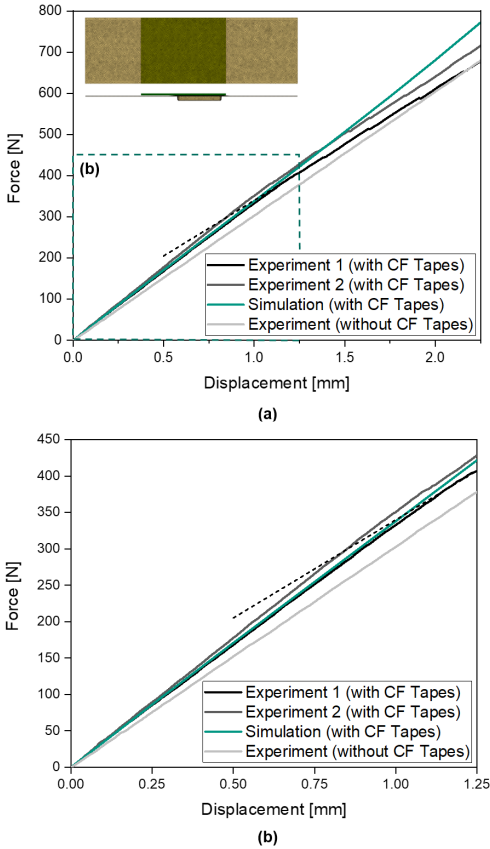 800
700
600
500
400
300
200
100
0
Force [N]
(b)
Experiment 1 (with CF Tapes)
Experiment 2 (with CF Tapes)
Simulation (with CF Tapes)
Experiment (without CF Tapes)
0.0 0.5 1.0 1.5 2.0
Displacement [mm]
(a)
450
400
350
300
250
200
150
100
50
0
Force [N]
Experiment 1 (with CF Tapes)
Experiment 2 (with CF Tapes)
Simulation (with CF Tapes)
Experiment (without CF Tapes)
0.00 0.25 0.50 0.75 1.00 1.25
Displacement [mm]
(b)